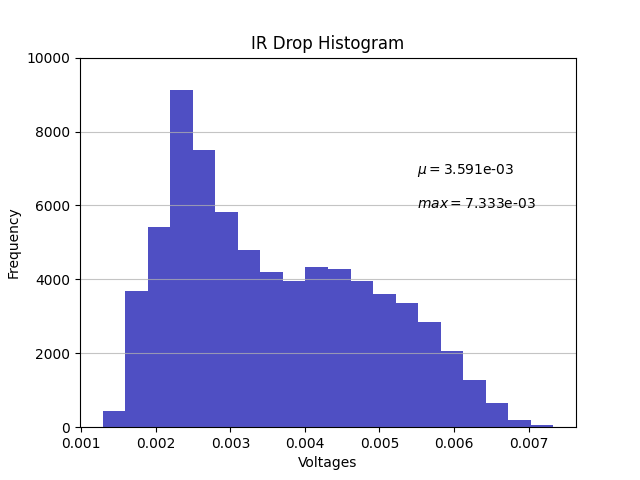 IR Drop Histogram
10000
8000
6000
4000
2000
0
Frequency
μ = 3.591e-03
max = 7.333e-03
0.001 0.002 0.003 0.004 0.005 0.006 0.007
Voltages